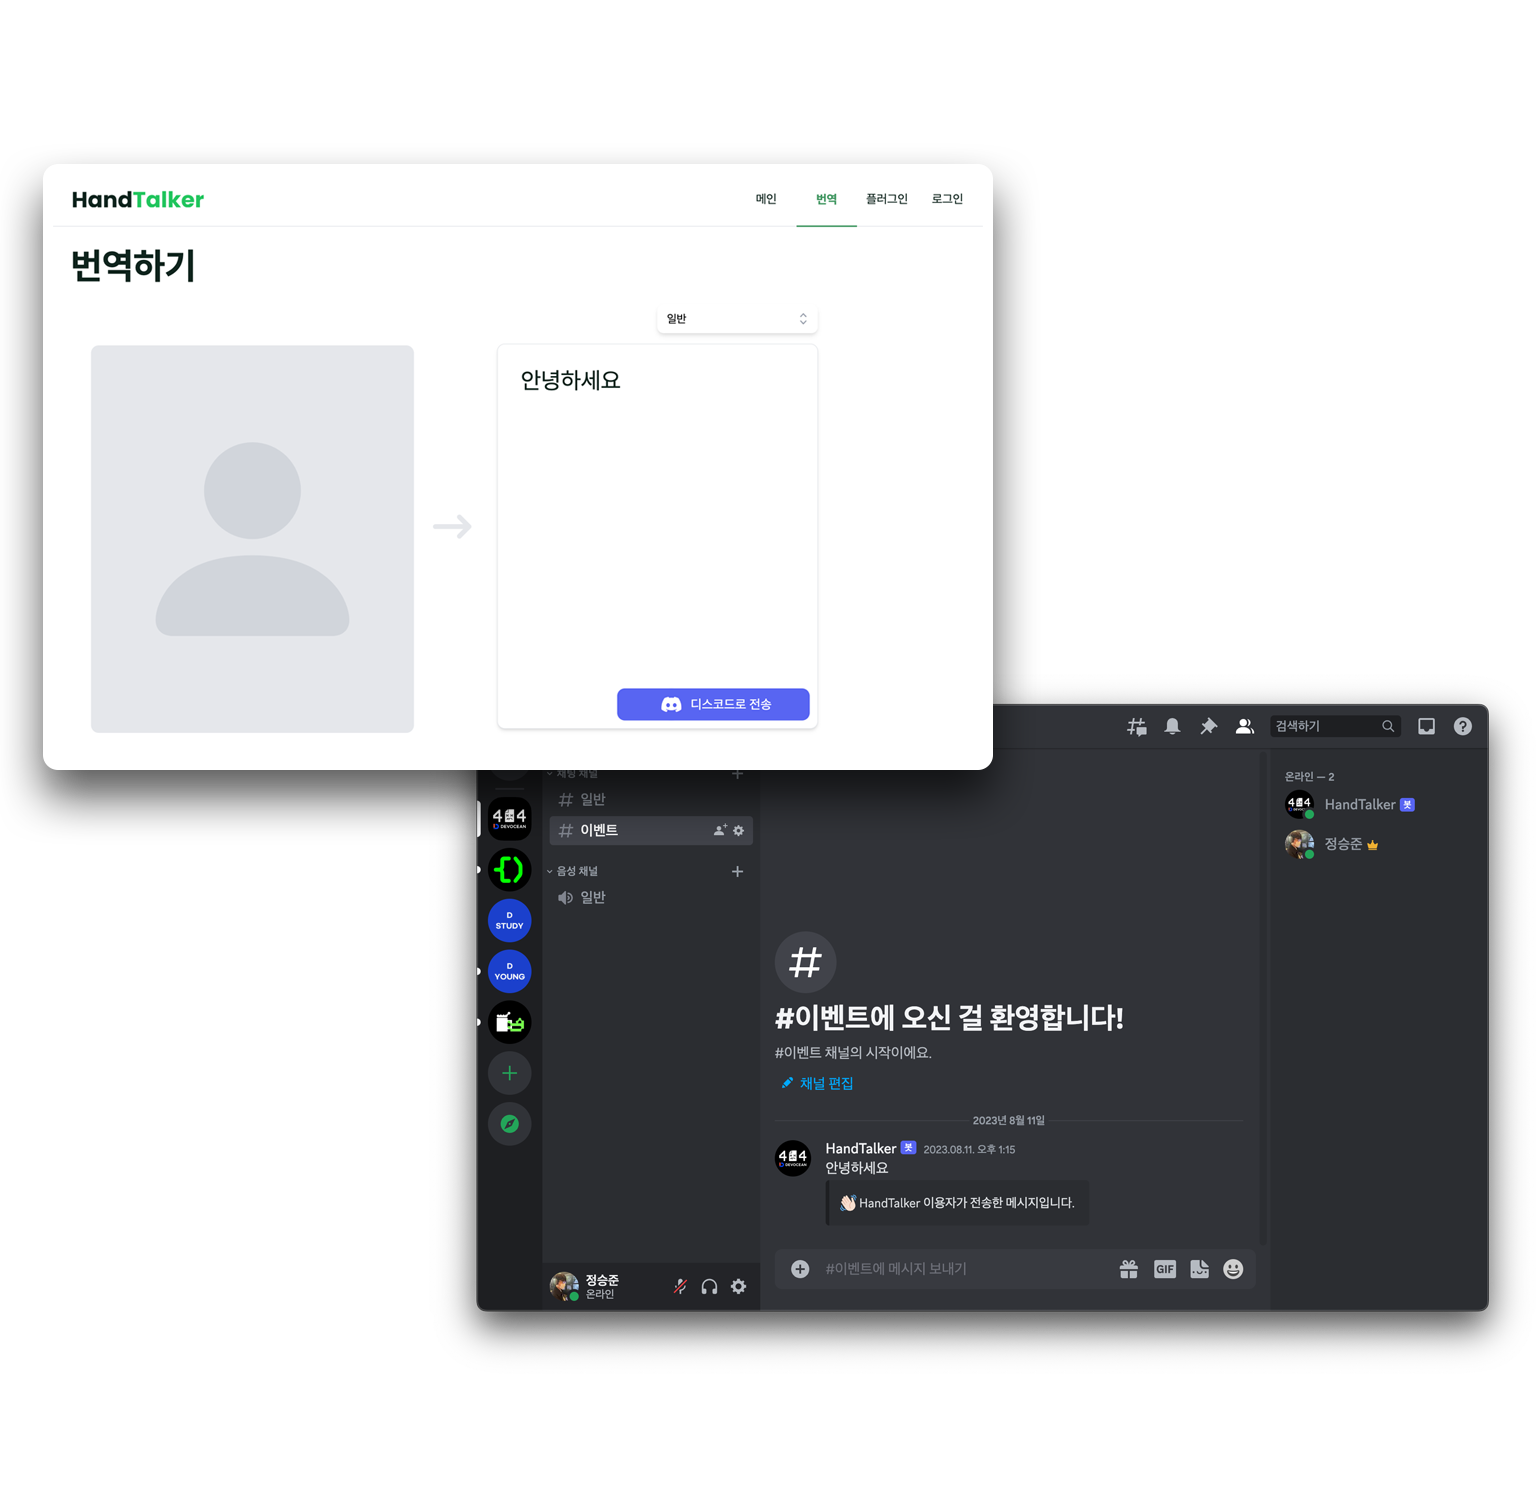 HandTalker
메인 번역 플러그인 로그인
번역하기
일반
안녕하세요
디스코드로 전송
검색하기
채팅 채널
일반
이벤트
음성 채널
일반
404
DEVOCEAN
D
STUDY
D
YOUNG
#이벤트에 오신 걸 환영합니다!
#이벤트 채널의 시작이에요.
채널 편집
2023년 8월 11일
404
DEVOCEAN
HandTalker 봇 2023.08.11. 오후 1:15
안녕하세요
HandTalker 이용자가 전송한 메시지입니다.
#이벤트에 메시지 보내기
GIF
정승준
온라인
온라인 — 2
404
HandTalker 봇
정승준